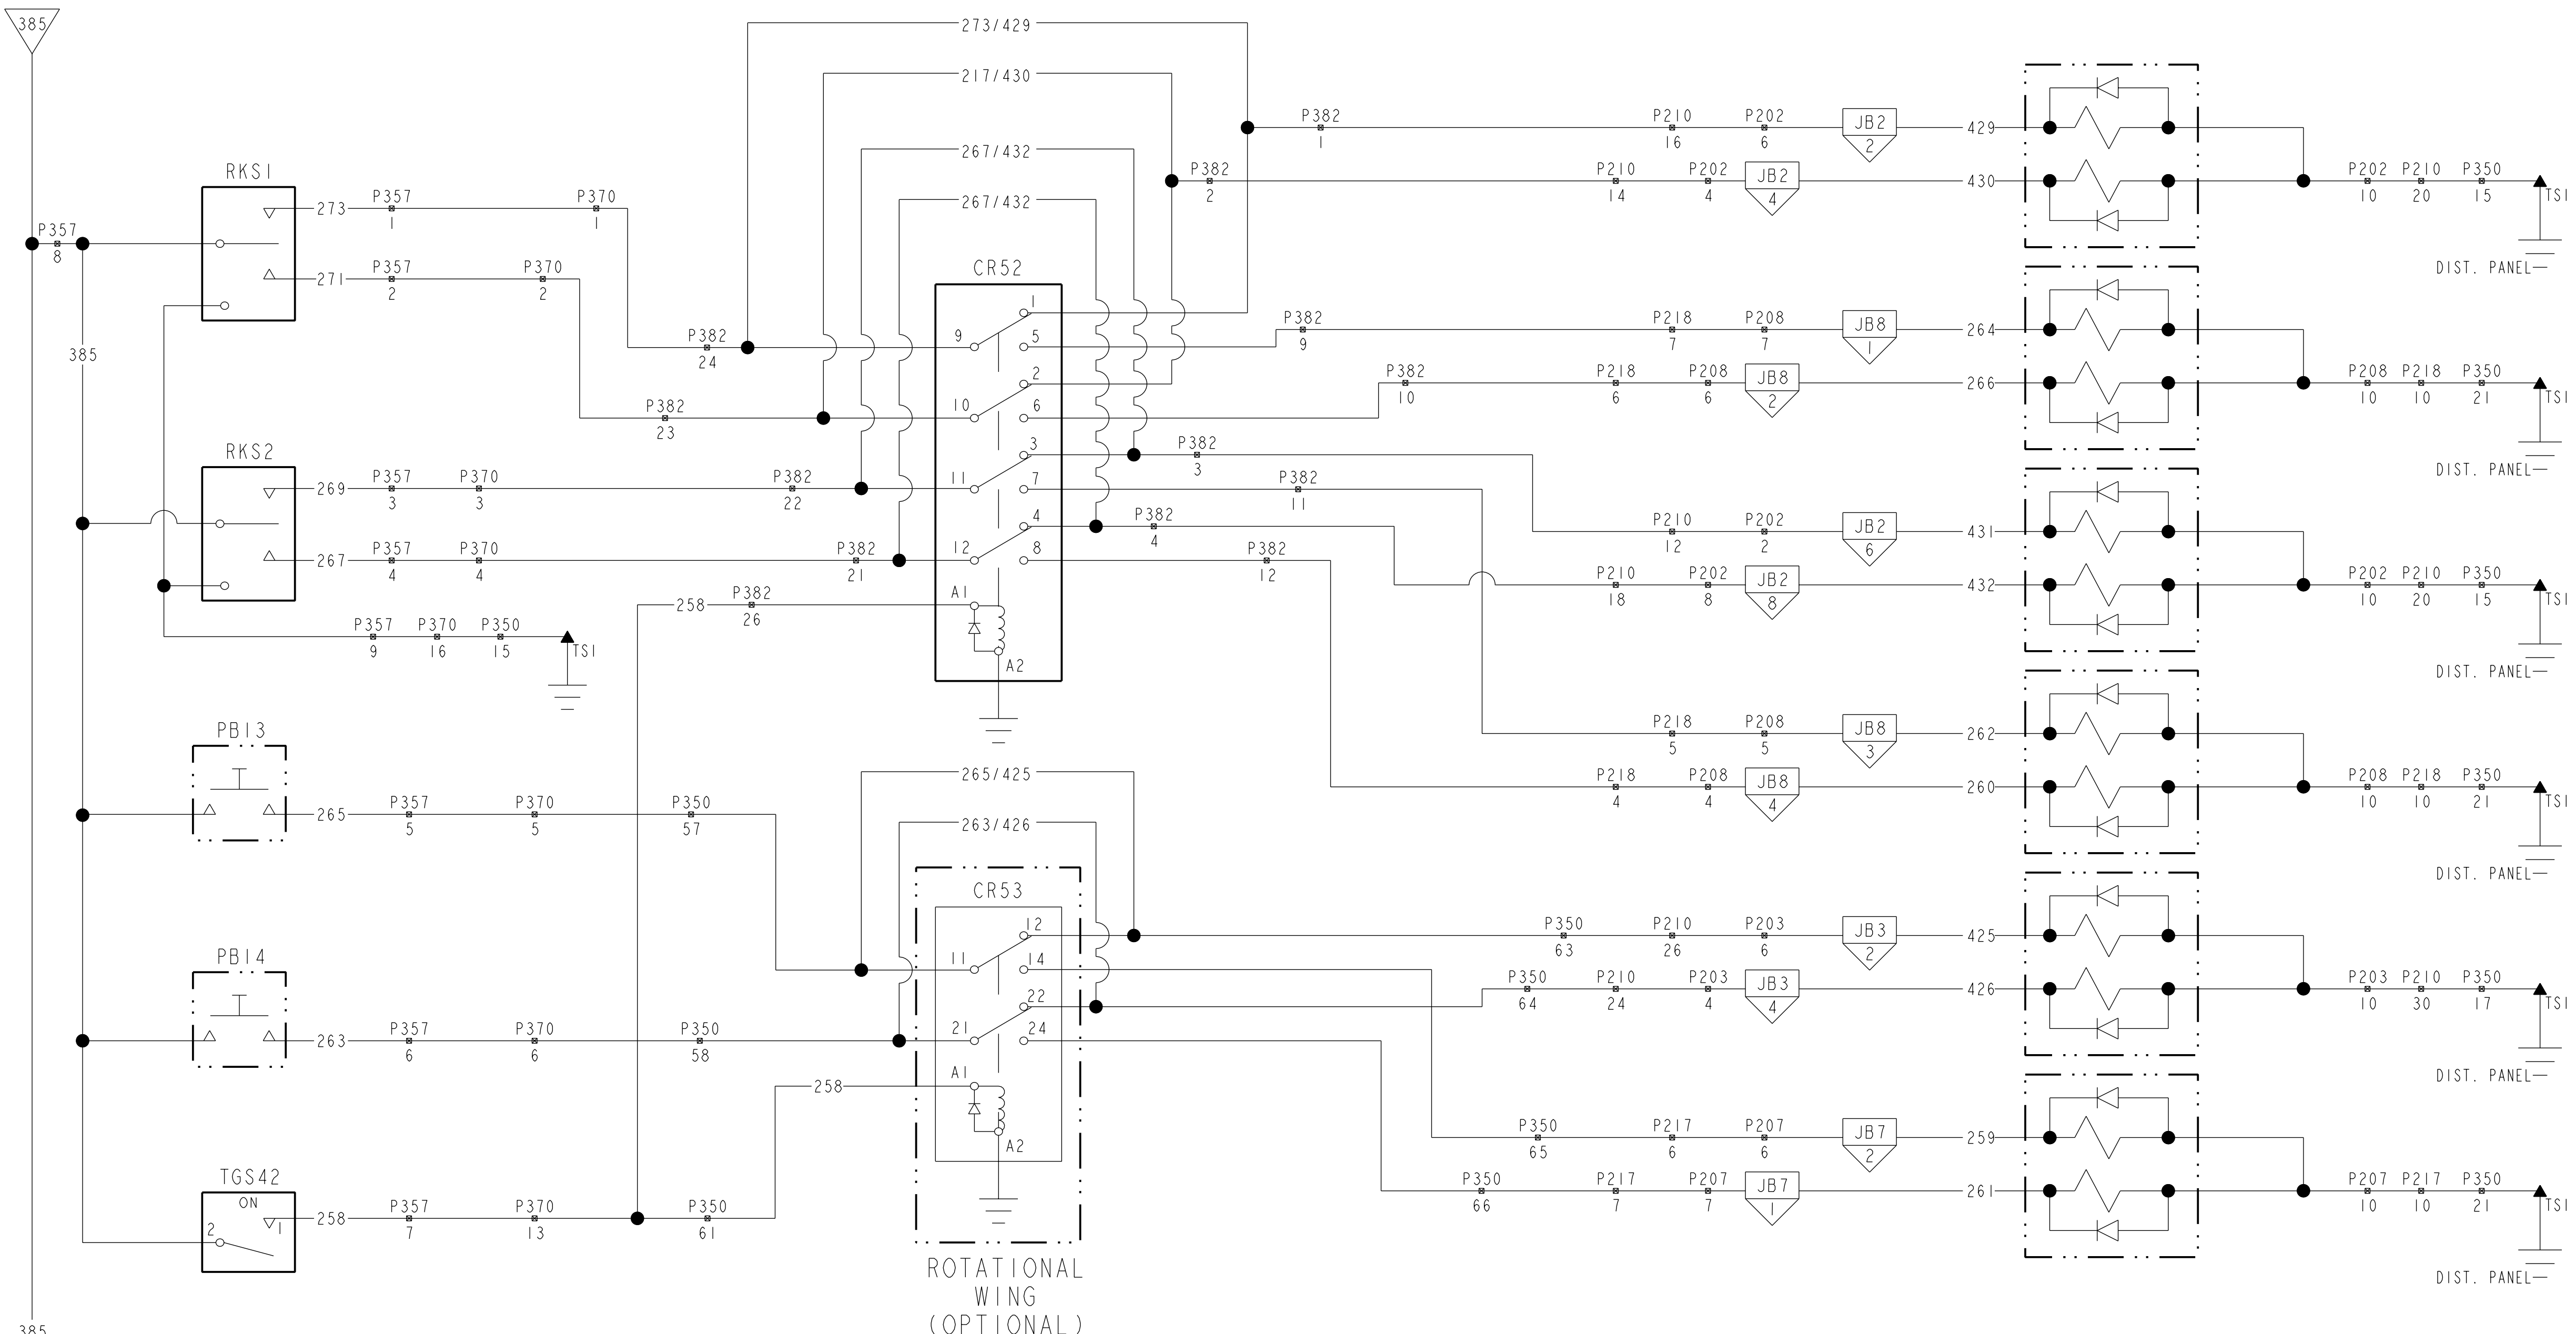 385
273/429
217/430
P382
1
P210
16
P202
6
JB2
2
429
267/432
P382
2
P210
14
P202
4
JB2
4
430
P202
10
P210
20
P350
15
TS1
DIST. PANEL
RKS1
273
P357
1
P370
1
267/432
P357
8
271
P357
2
P370
2
CR52
385
P382
24
9
1
5
P382
9
P218
7
P208
7
JB8
1
264
P382
23
10
2
6
P382
10
P218
6
P208
6
JB8
2
266
P208
10
P218
10
P350
21
TS1
DIST. PANEL
RKS2
269
P357
3
P370
3
P382
22
11
3
7
P382
3
P382
11
P210
12
P202
2
JB2
6
431
267
P357
4
P370
4
P382
21
12
4
8
P382
4
P382
12
P210
18
P202
8
JB2
8
432
P202
10
P210
20
P350
15
TS1
DIST. PANEL
258
P382
26
A1
A2
P357
9
P370
16
P350
15
TS1
PB13
265
P357
5
P370
5
P350
57
265/425
263/426
P218
5
P208
5
JB8
3
262
P218
4
P208
4
JB8
4
260
P208
10
P218
10
P350
21
TS1
DIST. PANEL
CR53
11
12
14
P350
63
P210
26
P203
6
JB3
2
425
PB14
263
P357
6
P370
6
P350
58
21
22
24
P350
64
P210
24
P203
4
JB3
4
426
P203
10
P210
30
P350
17
TS1
DIST. PANEL
258
A1
A2
P350
65
P217
6
P207
6
JB7
2
259
TGS42
ON
2
1
258
P357
7
P370
13
P350
61
P350
66
P217
7
P207
7
JB7
1
261
P207
10
P217
10
P350
21
TS1
DIST. PANEL
ROTATIONAL
WING
(OPTIONAL)
385